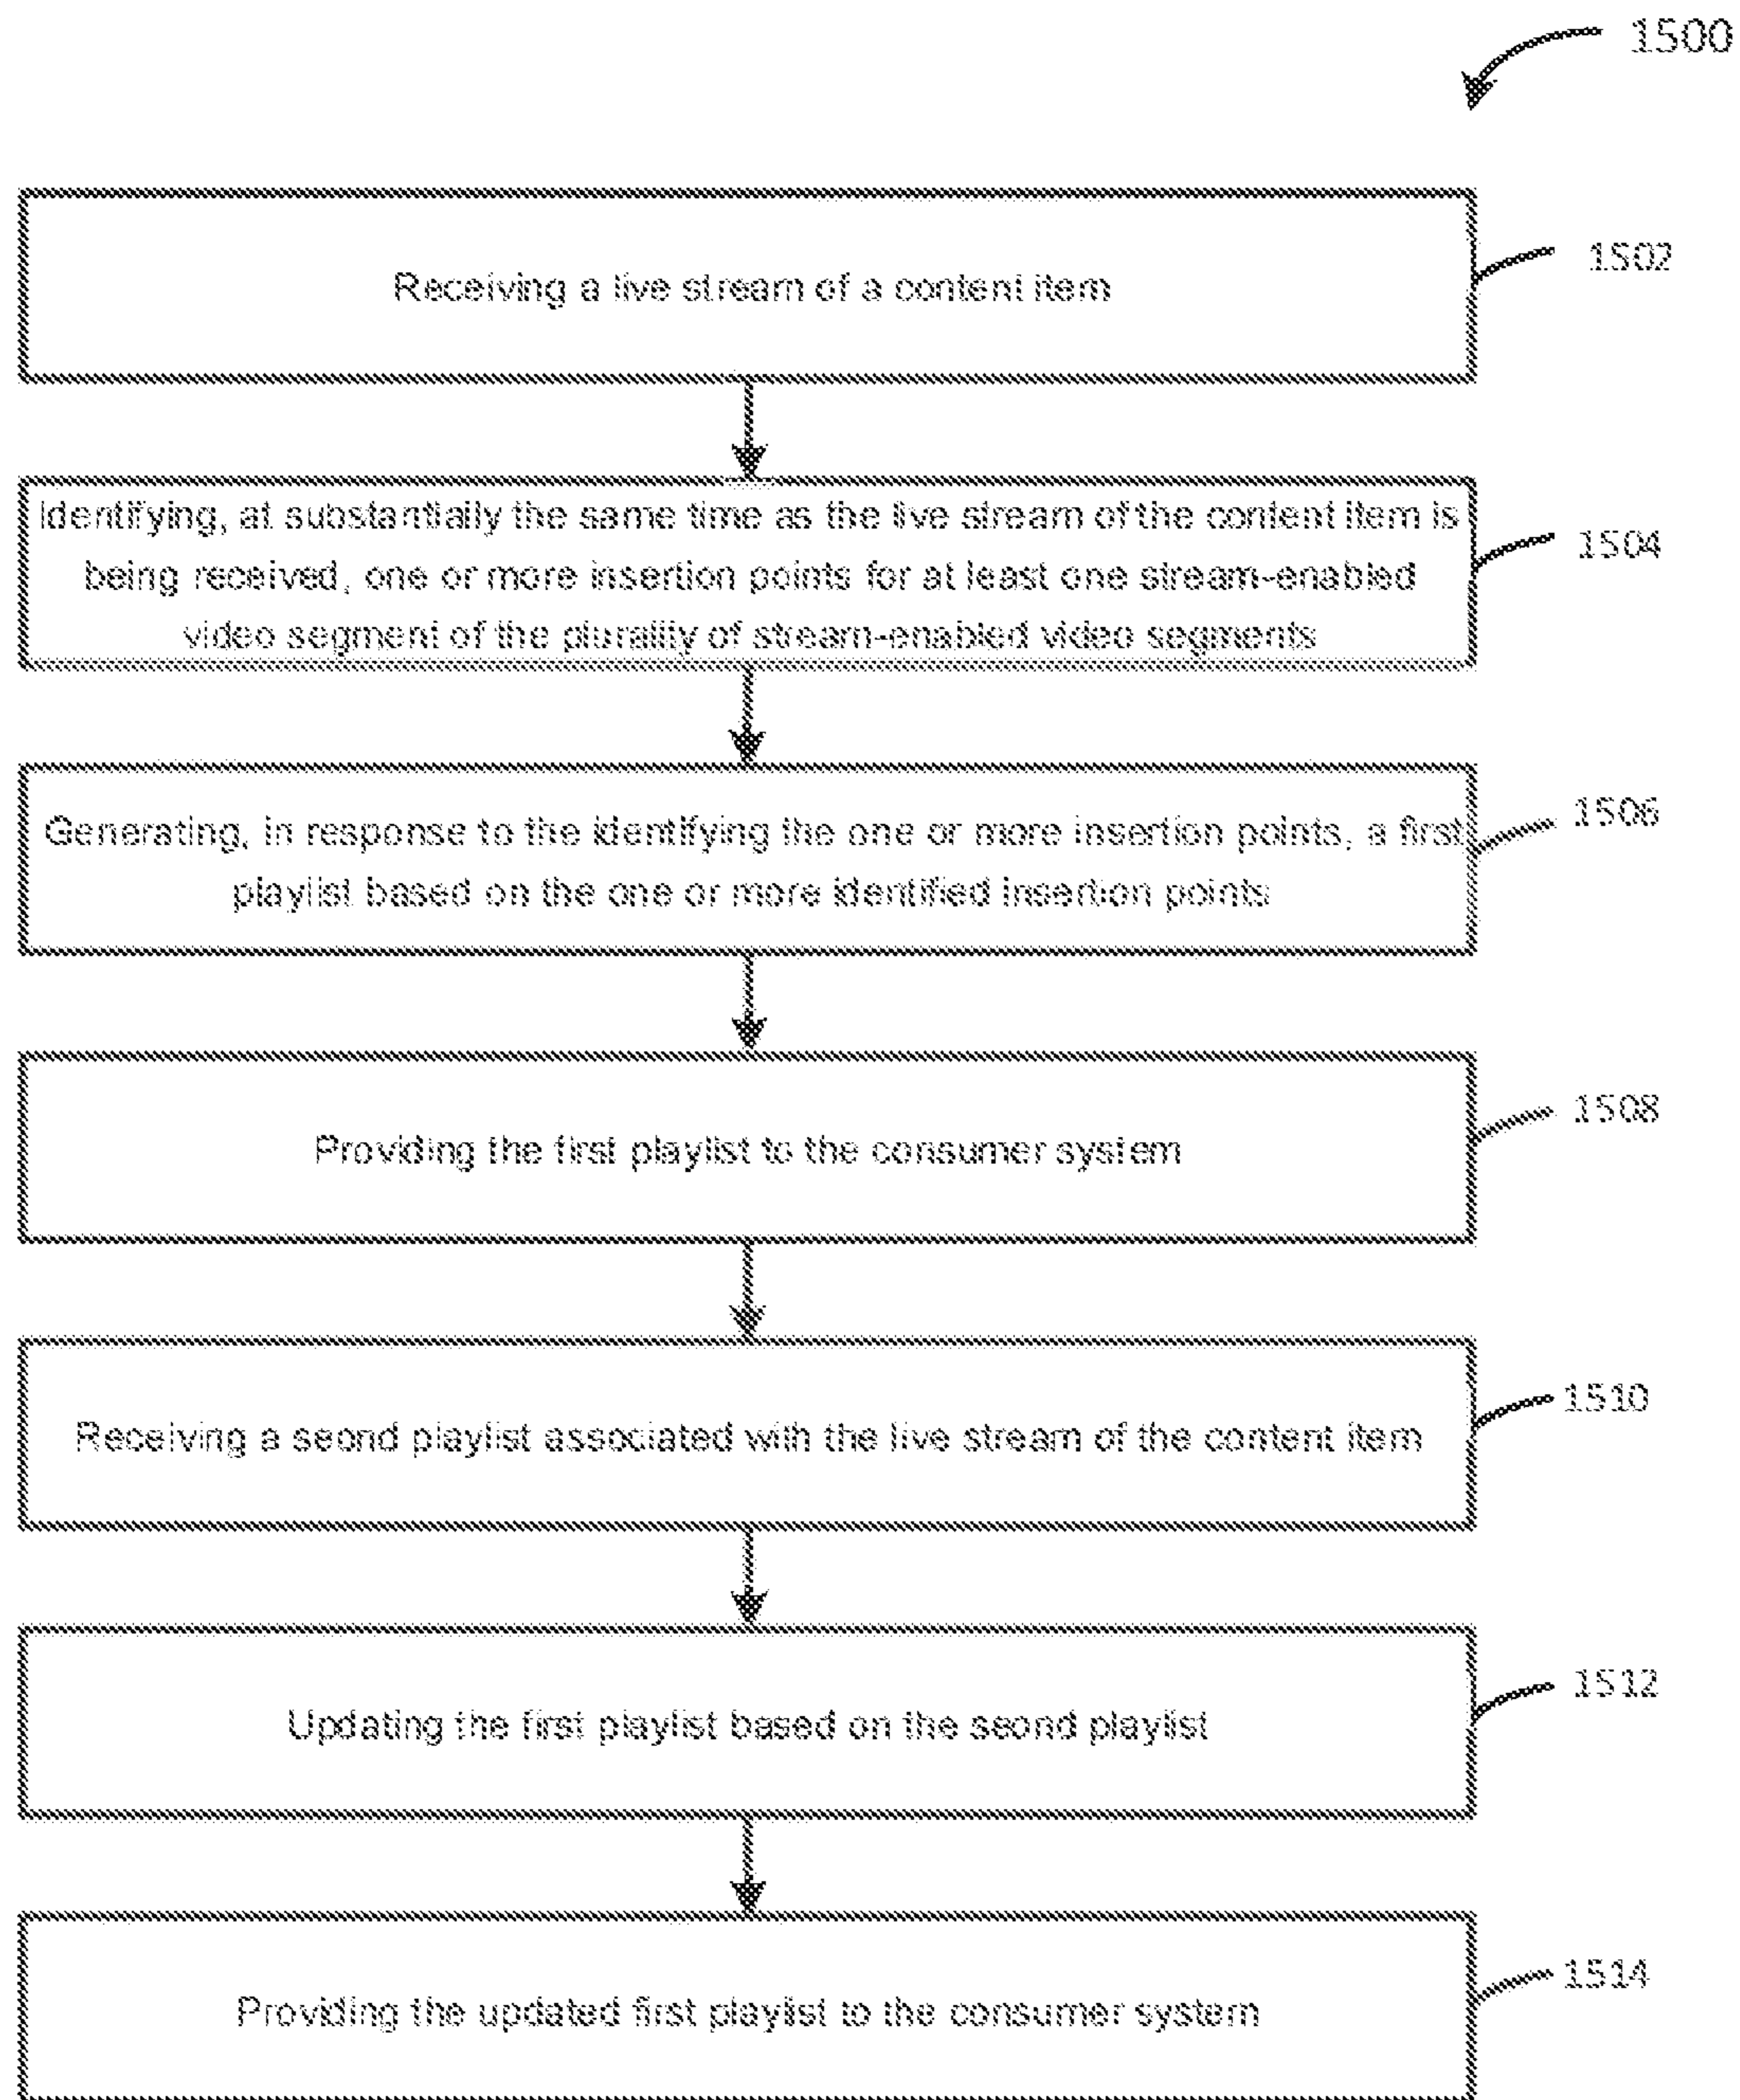 1500
Receiving a live stream of a content item
1502
Identifying, at substantially the same time as the live stream of the content item is
being received, one or more insertion points for at least one stream-enabled
video segment of the plurality of stream-enabled video segments
1504
Generating, in response to the identifying the one or more insertion points, a first
playlist based on the one or more identified insertion points
1506
Providing the first playlist to the consumer system
1508
Receiving a seond playlist associated with the live stream of the content item
1510
Updating the first playlist based on the seond playlist
1512
Providing the updated first playlist to the consumer system
1514